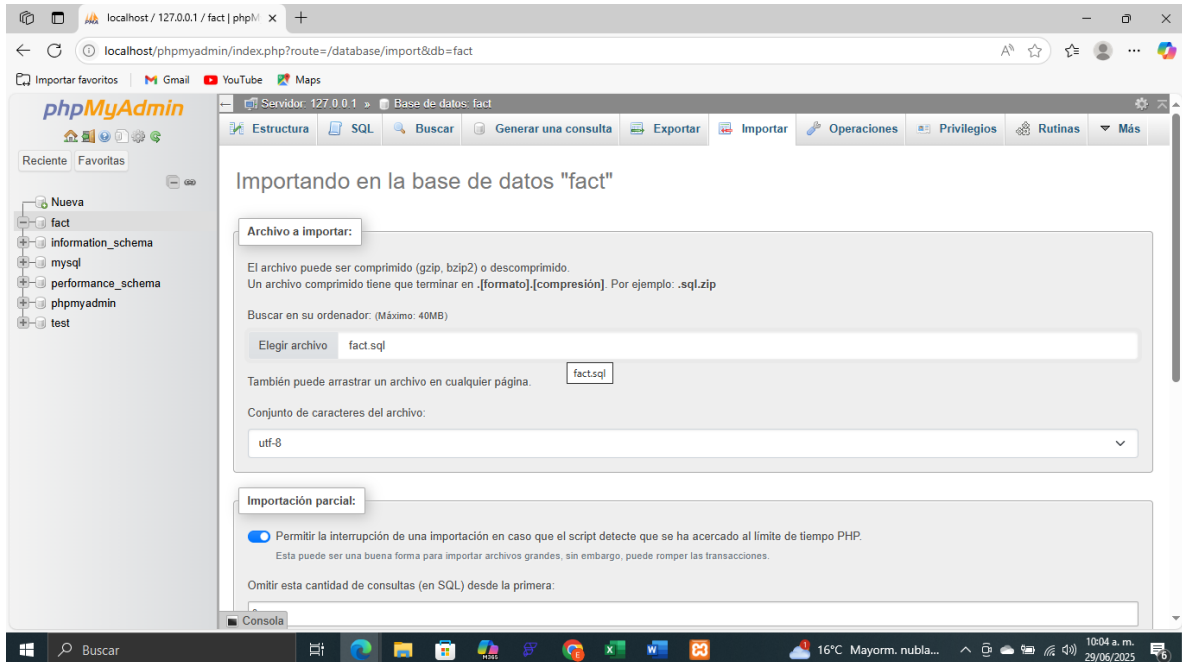 localhost / 127.0.0.1 / fact | phpM
localhost/phpmyadmin/index.php?route=/database/import&db=fact
Importar favoritos
Gmail
YouTube
Maps
phpMyAdmin
Reciente
Favoritas
Nueva
fact
information_schema
mysql
performance_schema
phpmyadmin
test
Servidor: 127.0.0.1 » Base de datos: fact
Estructura
SQL
Buscar
Generar una consulta
Exportar
Importar
Operaciones
Privilegios
Rutinas
Más
Importando en la base de datos "fact"
Archivo a importar:
El archivo puede ser comprimido (gzip, bzip2) o descomprimido.
Un archivo comprimido tiene que terminar en .[formato].[compresión]. Por ejemplo: .sql.zip
Buscar en su ordenador: (Máximo: 40MB)
Elegir archivo fact.sql
fact.sql
También puede arrastrar un archivo en cualquier página.
Conjunto de caracteres del archivo:
utf-8
Importación parcial:
Permitir la interrupción de una importación en caso que el script detecte que se ha acercado al límite de tiempo PHP.
Esta puede ser una buena forma para importar archivos grandes, sin embargo, puede romper las transacciones.
Omitir esta cantidad de consultas (en SQL) desde la primera:
Consola
Buscar
16°C Mayorm. nubla...
10:04 a. m.
29/06/2025